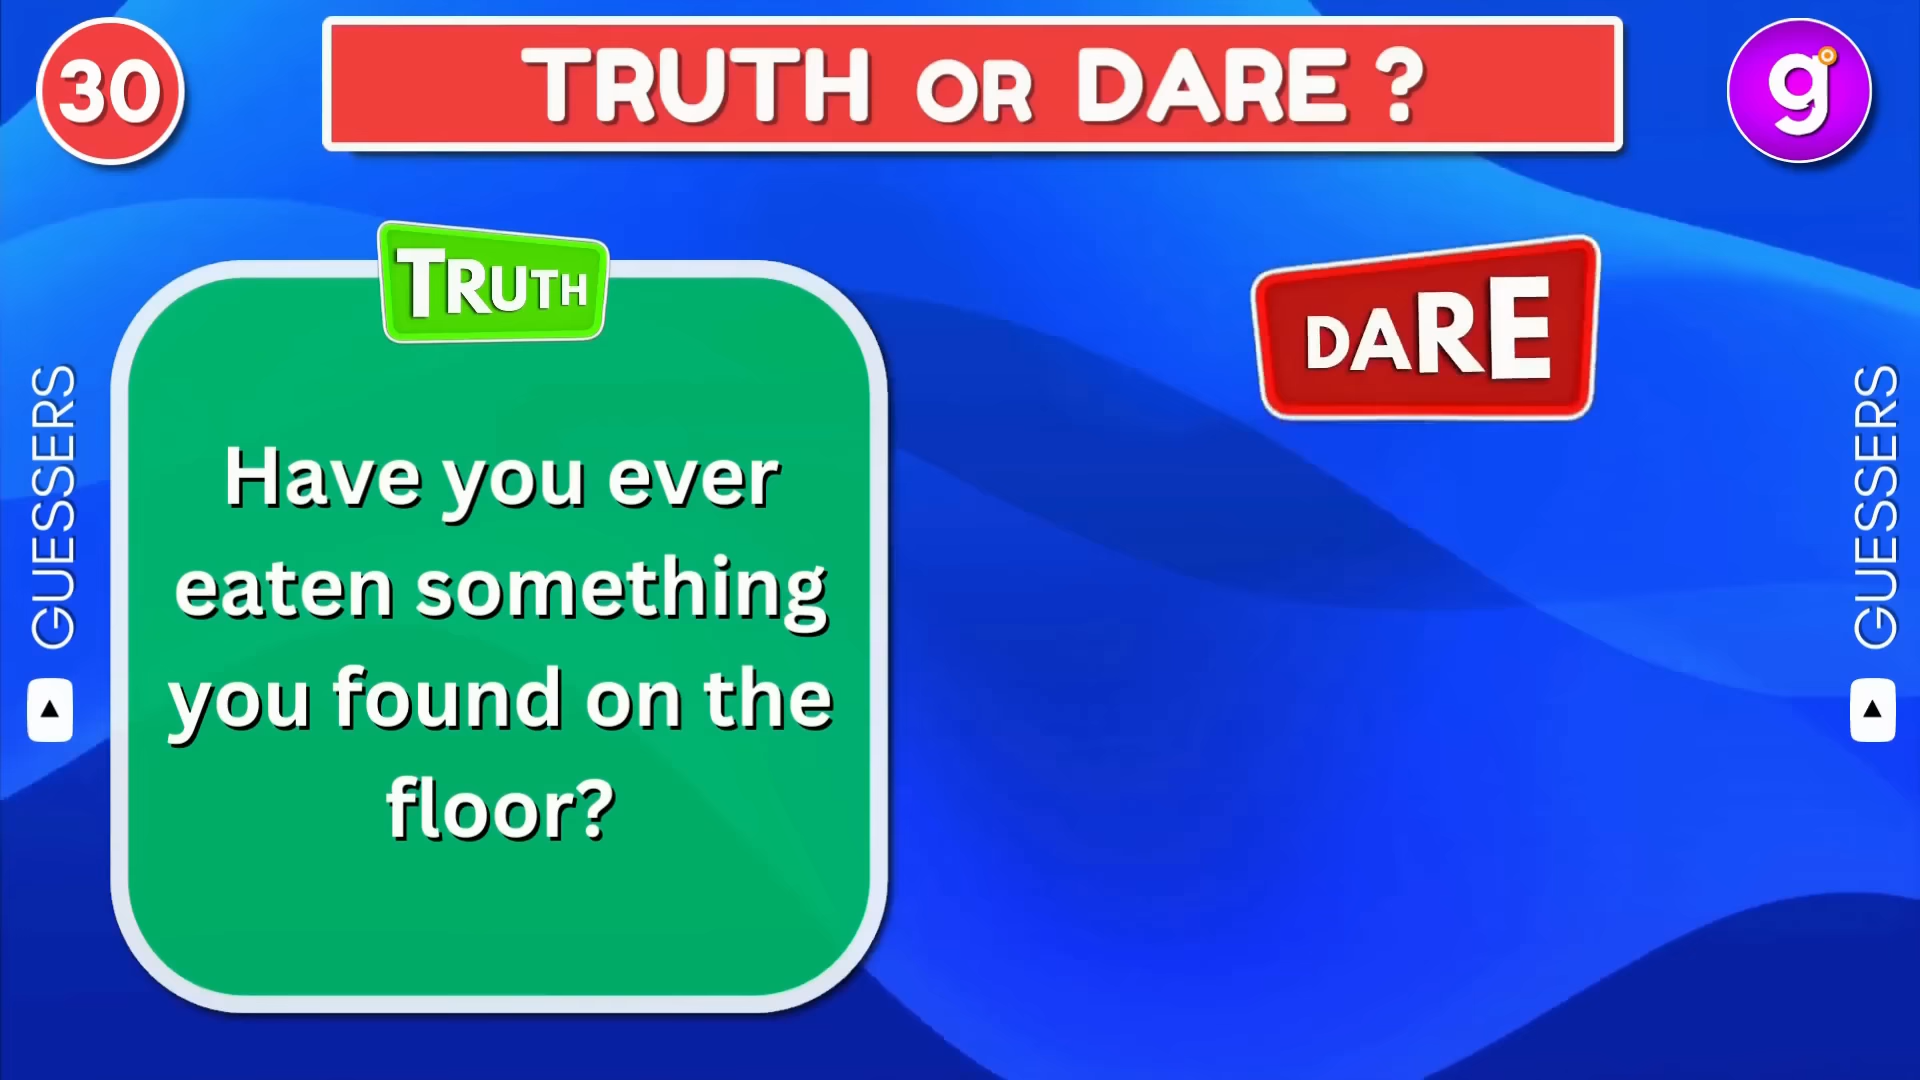 30
TRUTH OR DARE ?
g
TRUTH
DARE
Have you ever
eaten something
you found on the
floor?
GUESSERS
GUESSERS